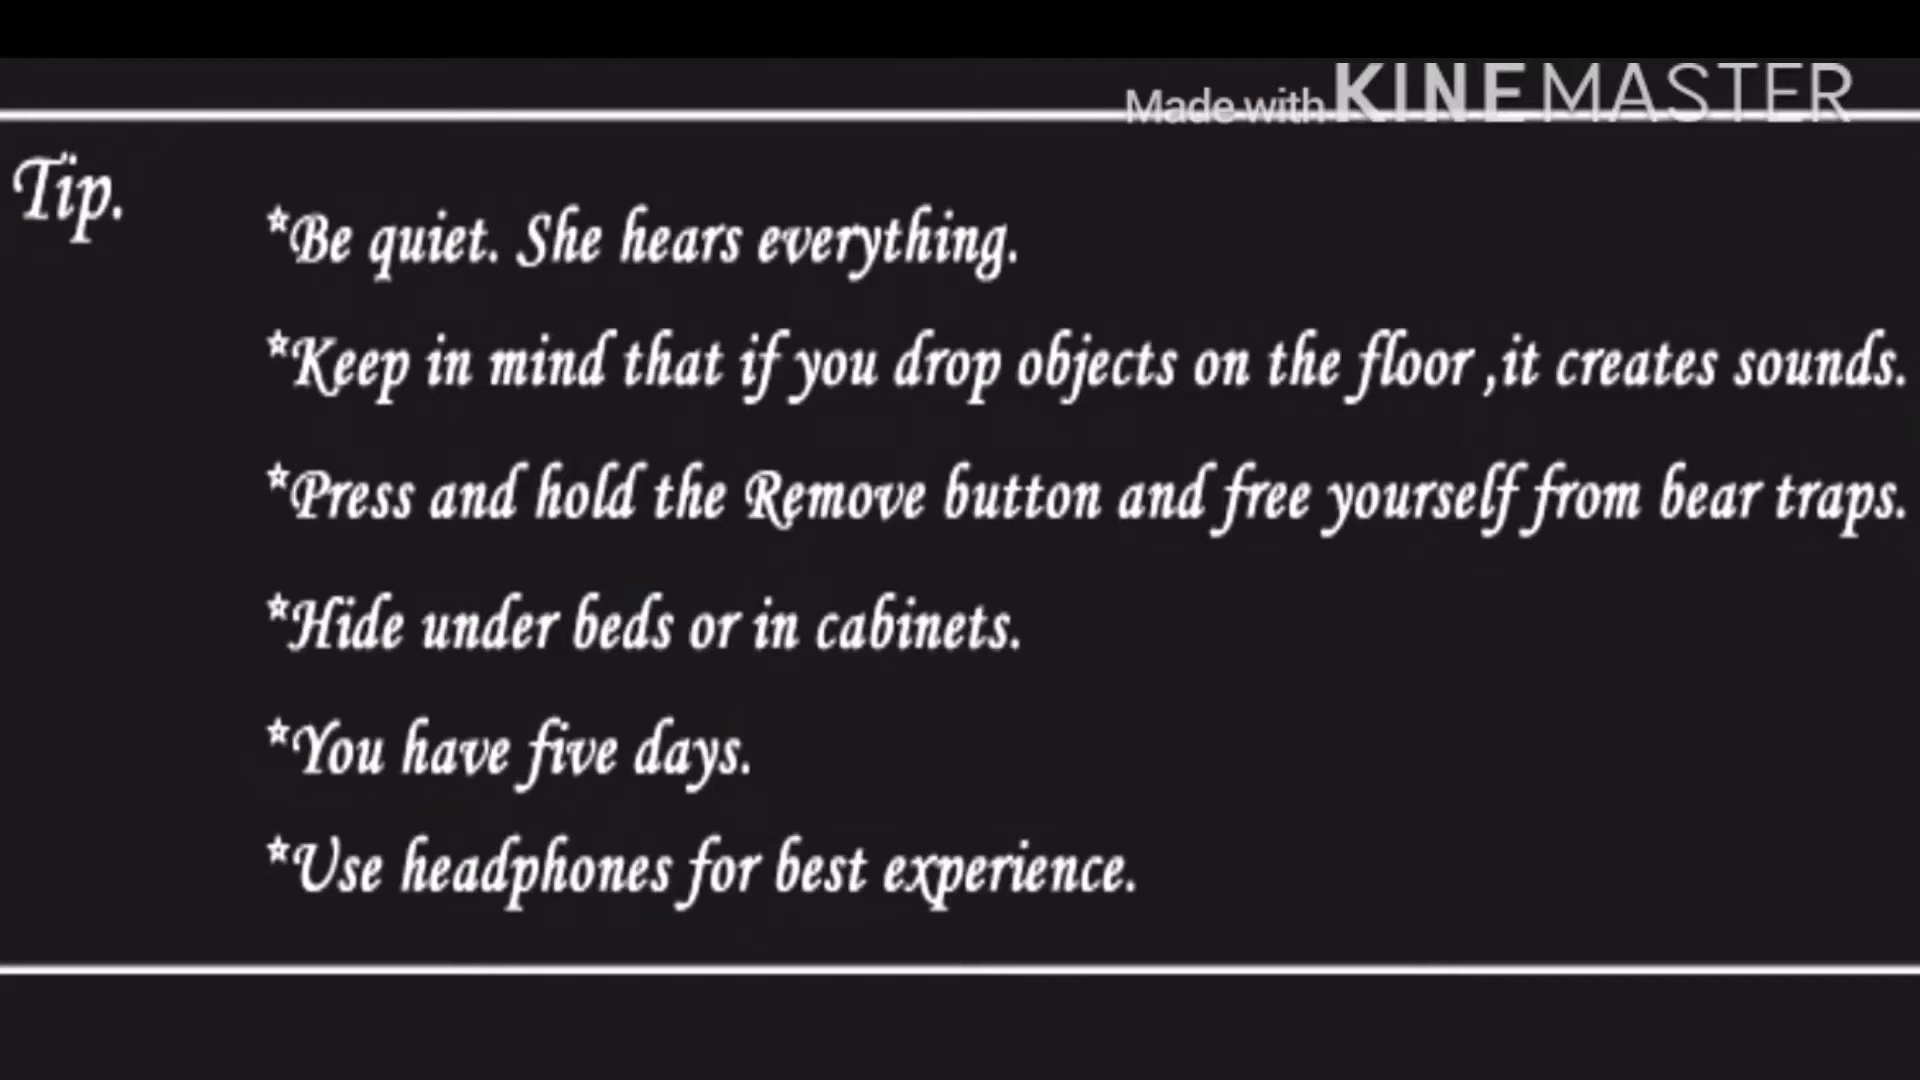 Made with KINEMASTER
Tip.
*Be quiet. She hears everything.
*Keep in mind that if you drop objects on the floor ,it creates sounds.
*Press and hold the Remove button and free yourself from bear traps.
*Hide under beds or in cabinets.
*You have five days.
*Use headphones for best experience.